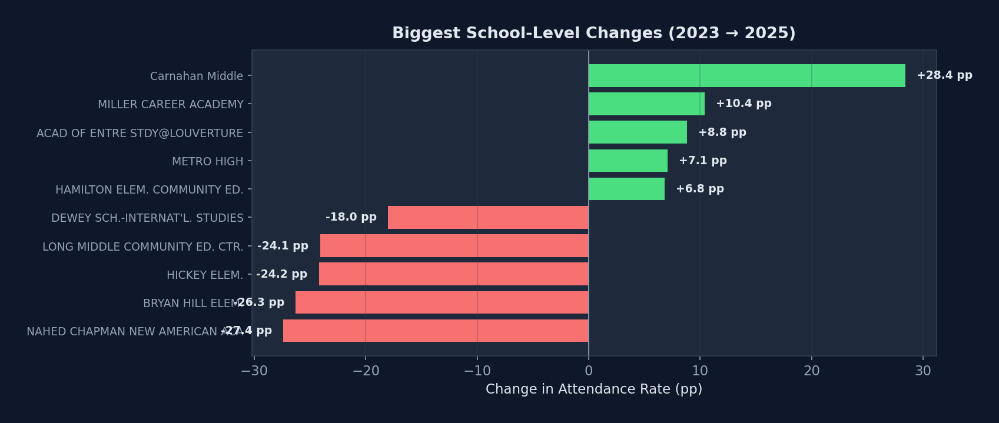 Biggest School-Level Changes (2023 → 2025)
Carnahan Middle
+28.4 pp
MILLER CAREER ACADEMY
+10.4 pp
ACAD OF ENTRE STDY@LOUVERTURE
+8.8 pp
METRO HIGH
+7.1 pp
HAMILTON ELEM. COMMUNITY ED.
+6.8 pp
DEWEY SCH.-INTERNAT'L. STUDIES
-18.0 pp
LONG MIDDLE COMMUNITY ED. CTR.
-24.1 pp
HICKEY ELEM.
-24.2 pp
BRYAN HILL ELEM.
-26.3 pp
NAHED CHAPMAN NEW AMERICAN ACA.
-27.4 pp
−30 −20 −10 0 10 20 30
Change in Attendance Rate (pp)